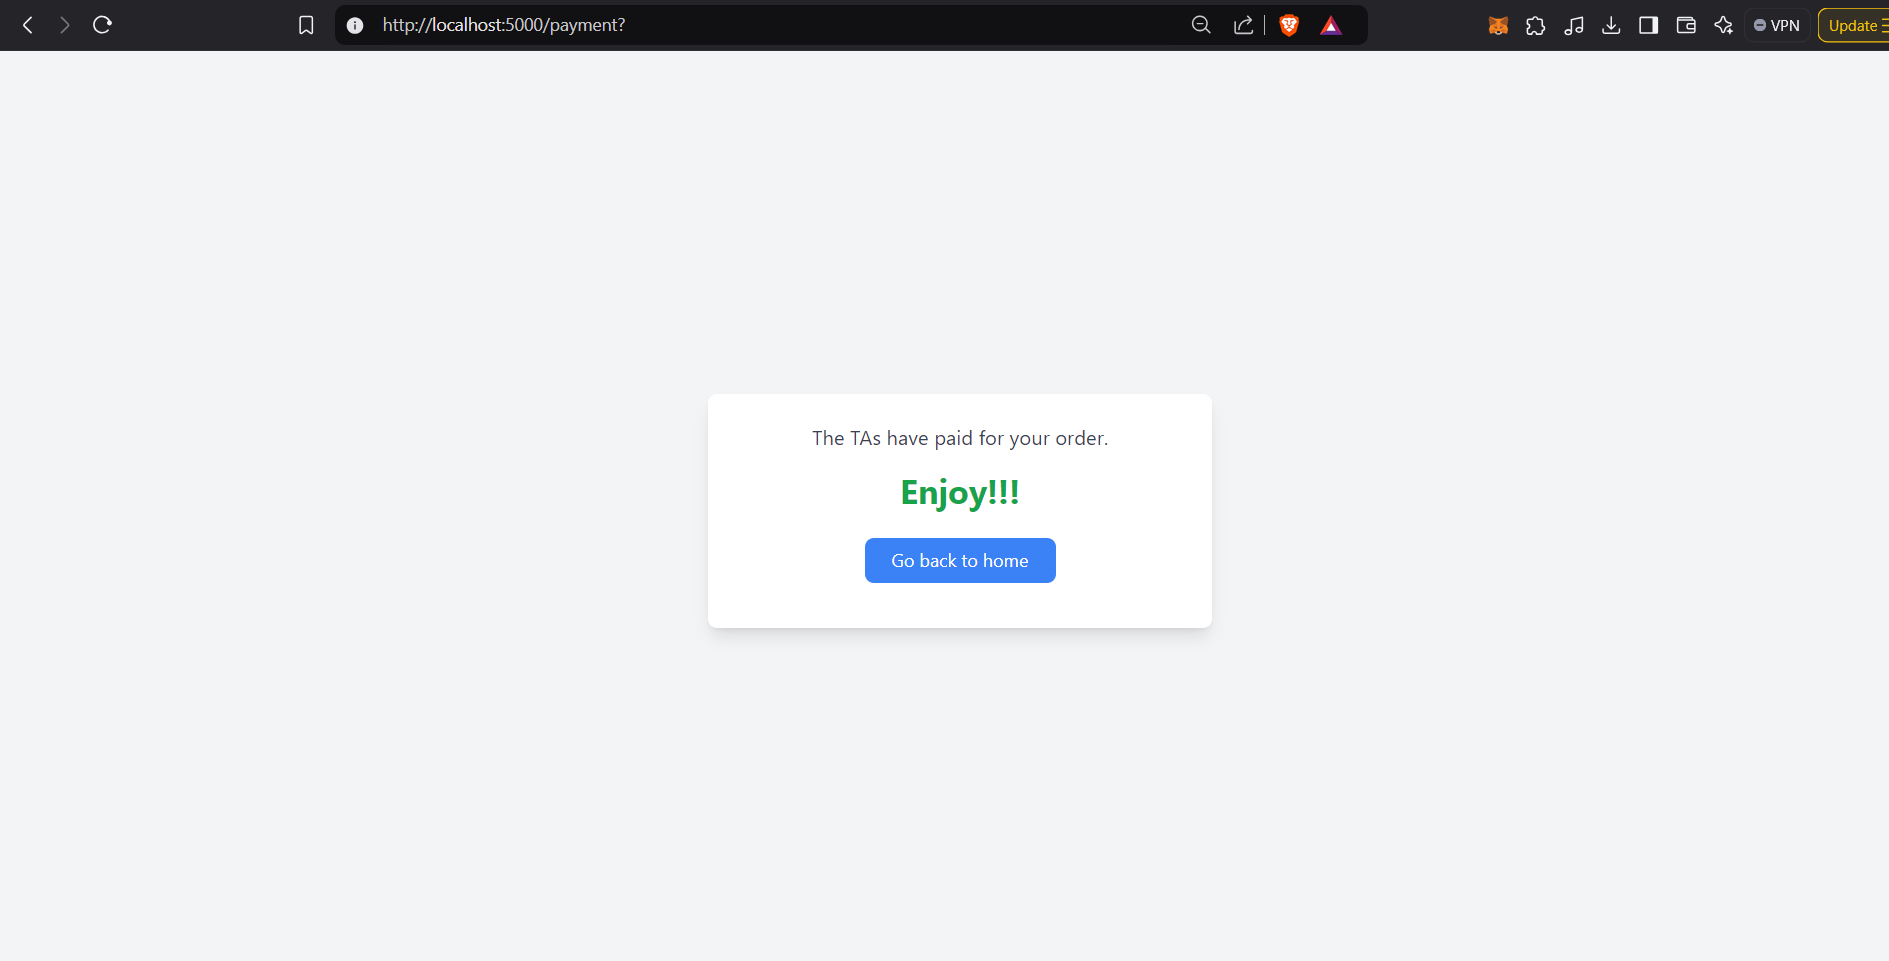 http://localhost:5000/payment?
VPN
Update
The TAs have paid for your order.
Enjoy!!!
Go back to home